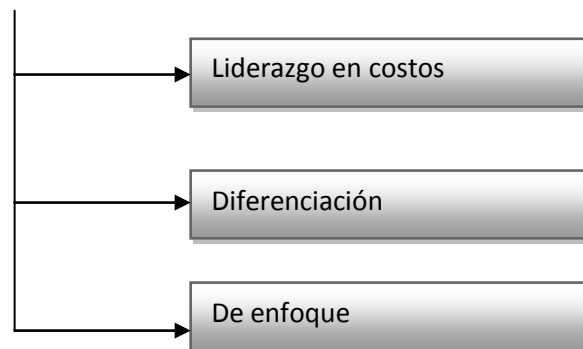 Liderazgo en costos
Diferenciación
De enfoque